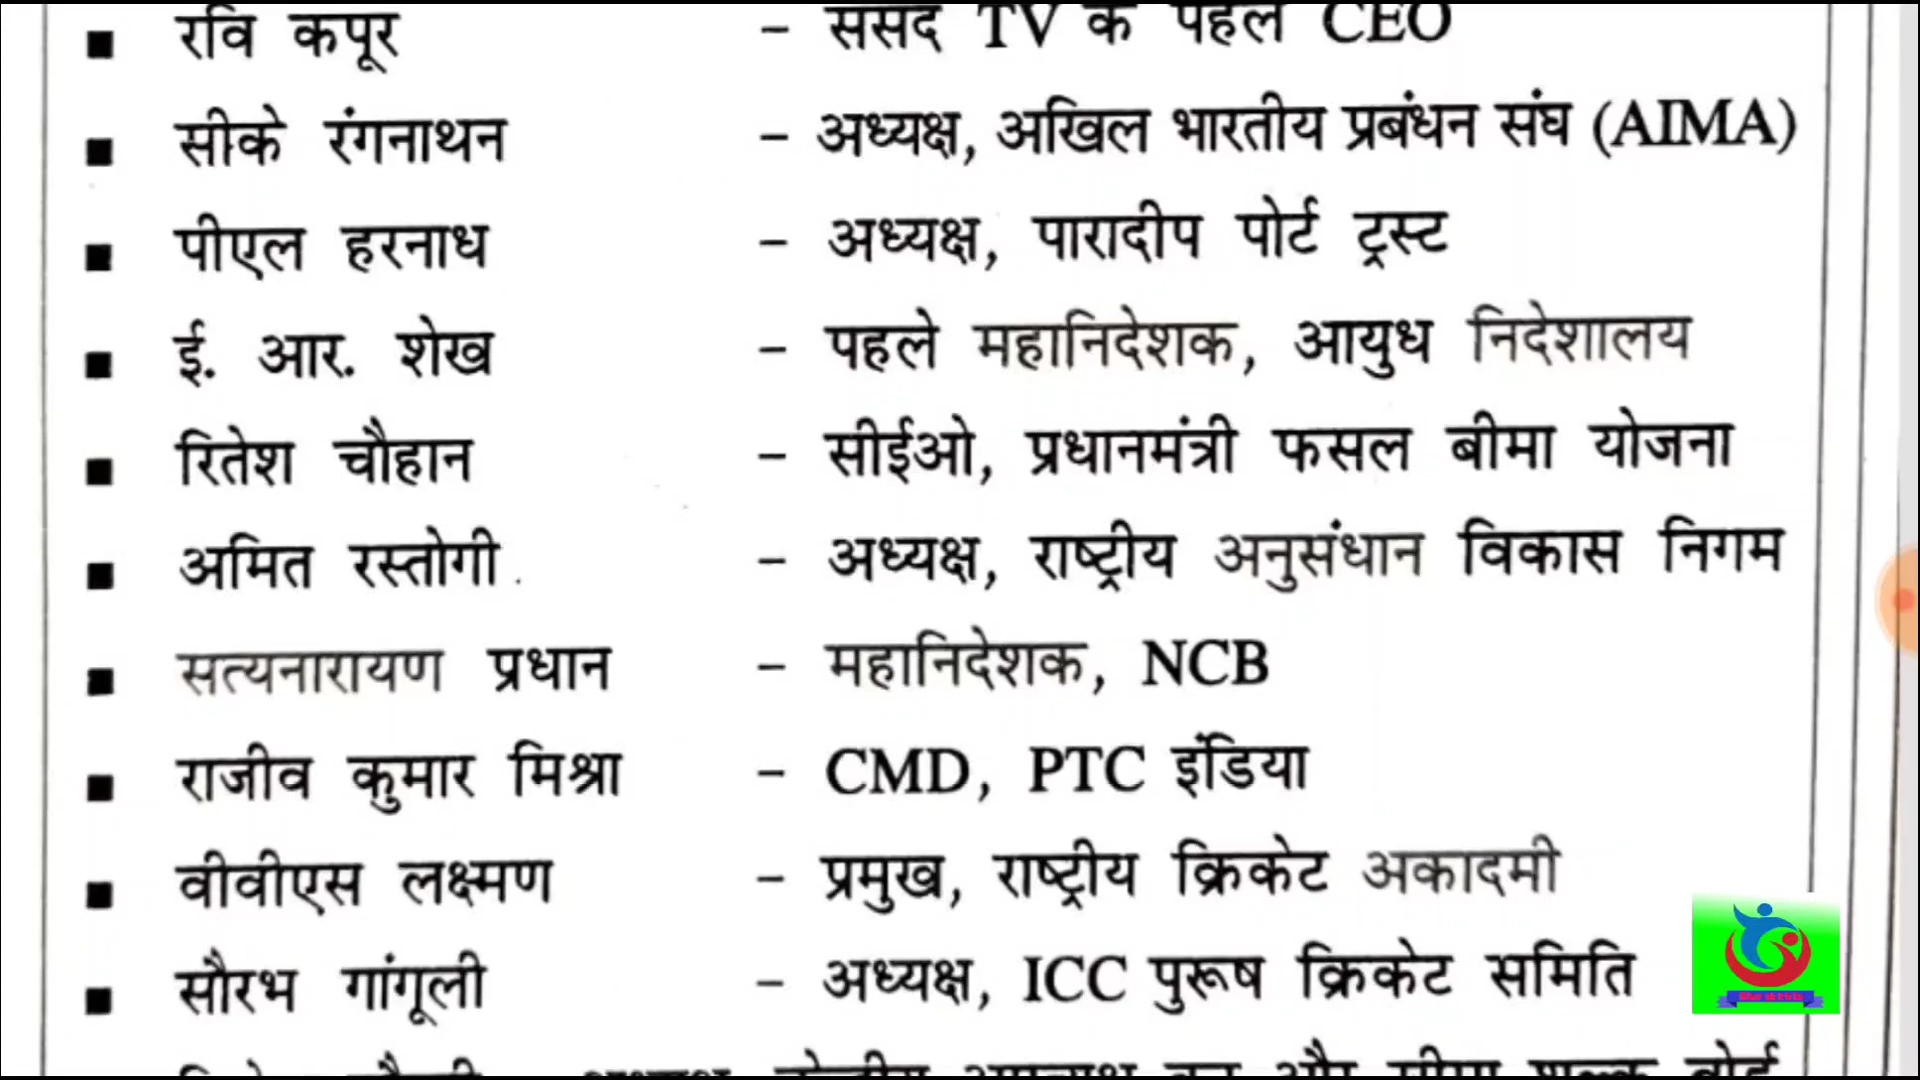 ▪ रवि कपूर – संसद TV के पहले CEO
▪ सीके रंगनाथन – अध्यक्ष, अखिल भारतीय प्रबंधन संघ (AIMA)
▪ पीएल हरनाध – अध्यक्ष, पारादीप पोर्ट ट्रस्ट
▪ ई. आर. शेख – पहले महानिदेशक, आयुध निदेशालय
▪ रितेश चौहान – सीईओ, प्रधानमंत्री फसल बीमा योजना
▪ अमित रस्तोगी – अध्यक्ष, राष्ट्रीय अनुसंधान विकास निगम
▪ सत्यनारायण प्रधान – महानिदेशक, NCB
▪ राजीव कुमार मिश्रा – CMD, PTC इंडिया
▪ वीवीएस लक्ष्मण – प्रमुख, राष्ट्रीय क्रिकेट अकादमी
▪ सौरभ गांगूली – अध्यक्ष, ICC पुरूष क्रिकेट समिति